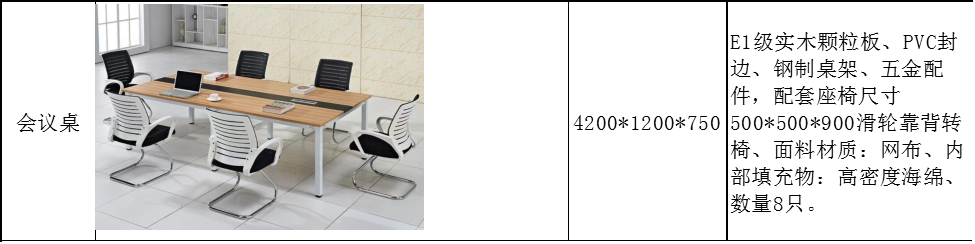 会议桌
4200*1200*750
E1级实木颗粒板、PVC封
边、钢制桌架、五金配
件，配套座椅尺寸
500*500*900滑轮靠背转
椅、面料材质：网布、内
部填充物：高密度海绵、
数量8只。